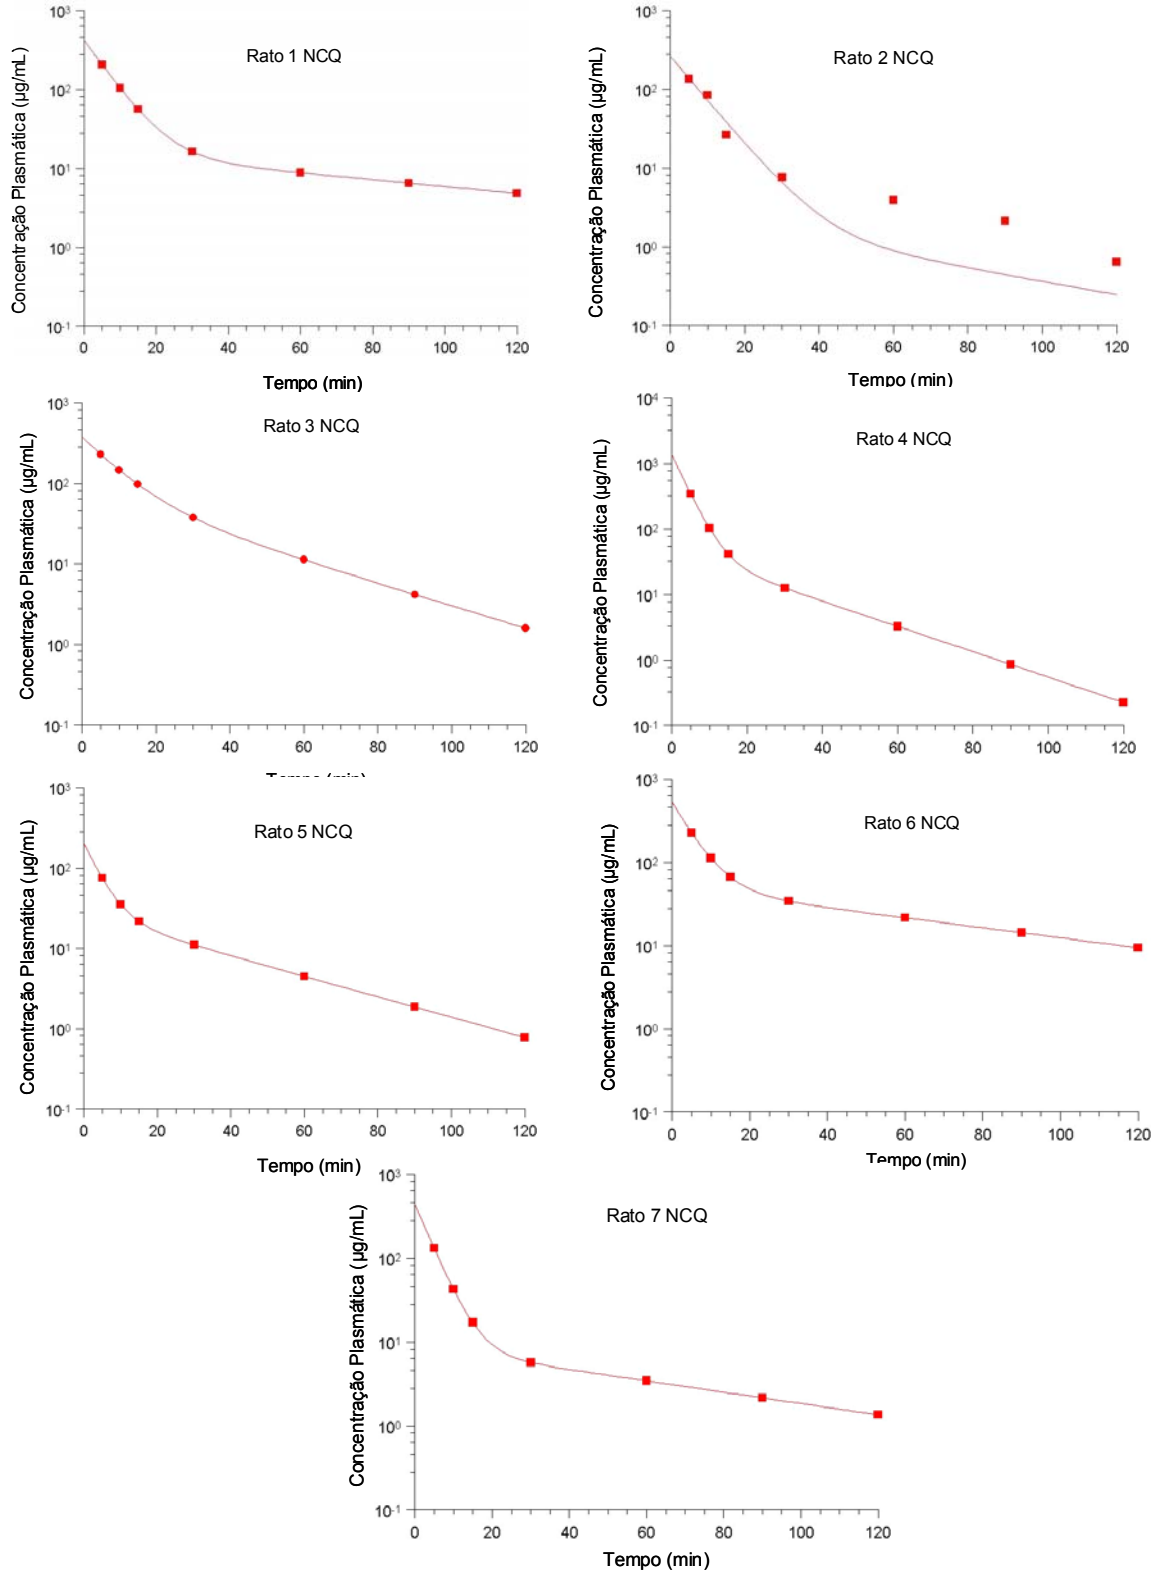 Rato 1 NCQ
Concentração Plasmática (µg/mL)
10³
10²
10¹
10⁰
10⁻¹
0 20 40 60 80 100 120
Tempo (min)
Rato 2 NCQ
Concentração Plasmática (µg/mL)
10³
10²
10¹
10⁰
10⁻¹
0 20 40 60 80 100 120
Tempo (min)
Rato 3 NCQ
Concentração Plasmática (µg/mL)
10³
10²
10¹
10⁰
10⁻¹
0 20 40 60 80 100 120
Tempo (min)
Rato 4 NCQ
Concentração Plasmática (µg/mL)
10⁴
10³
10²
10¹
10⁰
10⁻¹
0 20 40 60 80 100 120
Rato 5 NCQ
Concentração Plasmática (µg/mL)
10³
10²
10¹
10⁰
10⁻¹
0 20 40 60 80 100 120
Tempo (min)
Rato 6 NCQ
Concentração Plasmática (µg/mL)
10³
10²
10¹
10⁰
10⁻¹
0 20 40 60 80 100 120
Tempo (min)
Rato 7 NCQ
Concentração Plasmática (µg/mL)
10³
10²
10¹
10⁰
10⁻¹
0 20 40 60 80 100 120
Tempo (min)